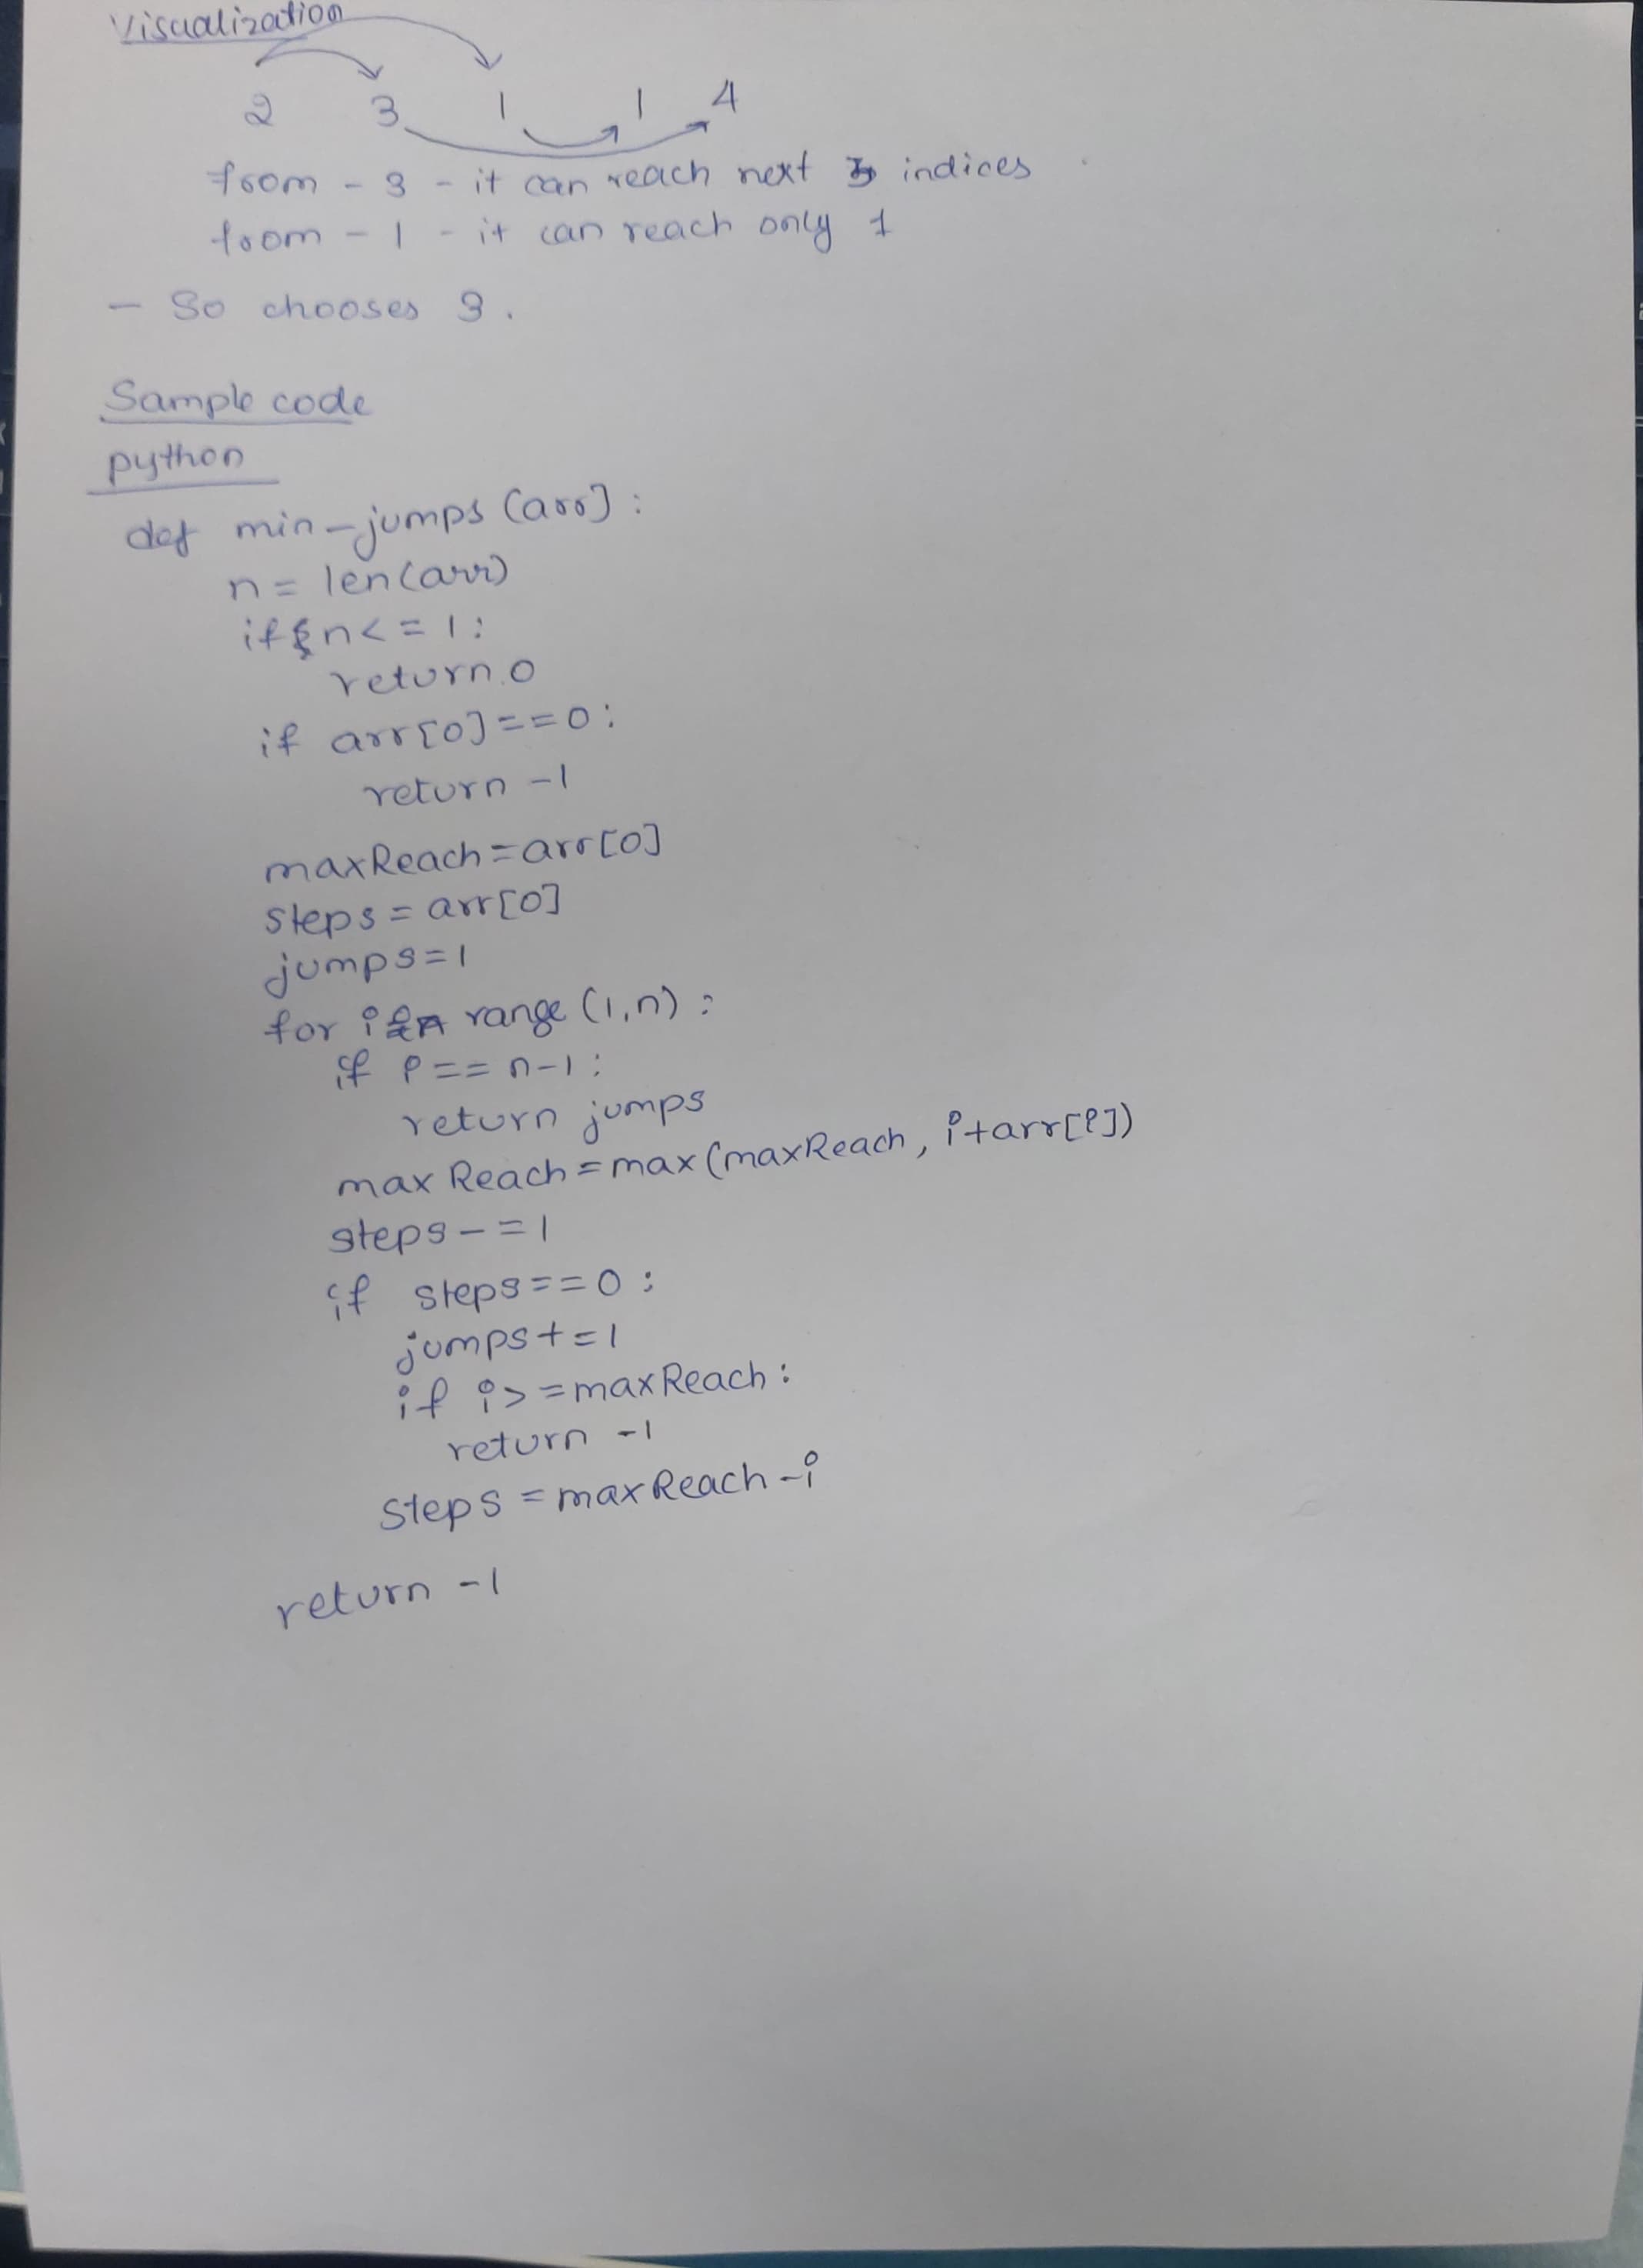 Visualization
2 3 1 1 4
from - 3 - it can reach next 3 indices
from - 1 - it can reach only 1
- So chooses 3.
Sample code
python
def min-jumps (arr] :
n = len(arr)
if n < = 1 :
return 0
if arr[0] == 0 :
return -1
maxReach = arr[0]
steps = arr[0]
jumps = 1
for i in range (1,n) :
if i == n-1 :
return jumps
max Reach = max (maxReach , i+arr[i])
steps - = 1
if steps == 0 :
jumps + = 1
if i > = maxReach :
return -1
steps = maxReach - i
return -1